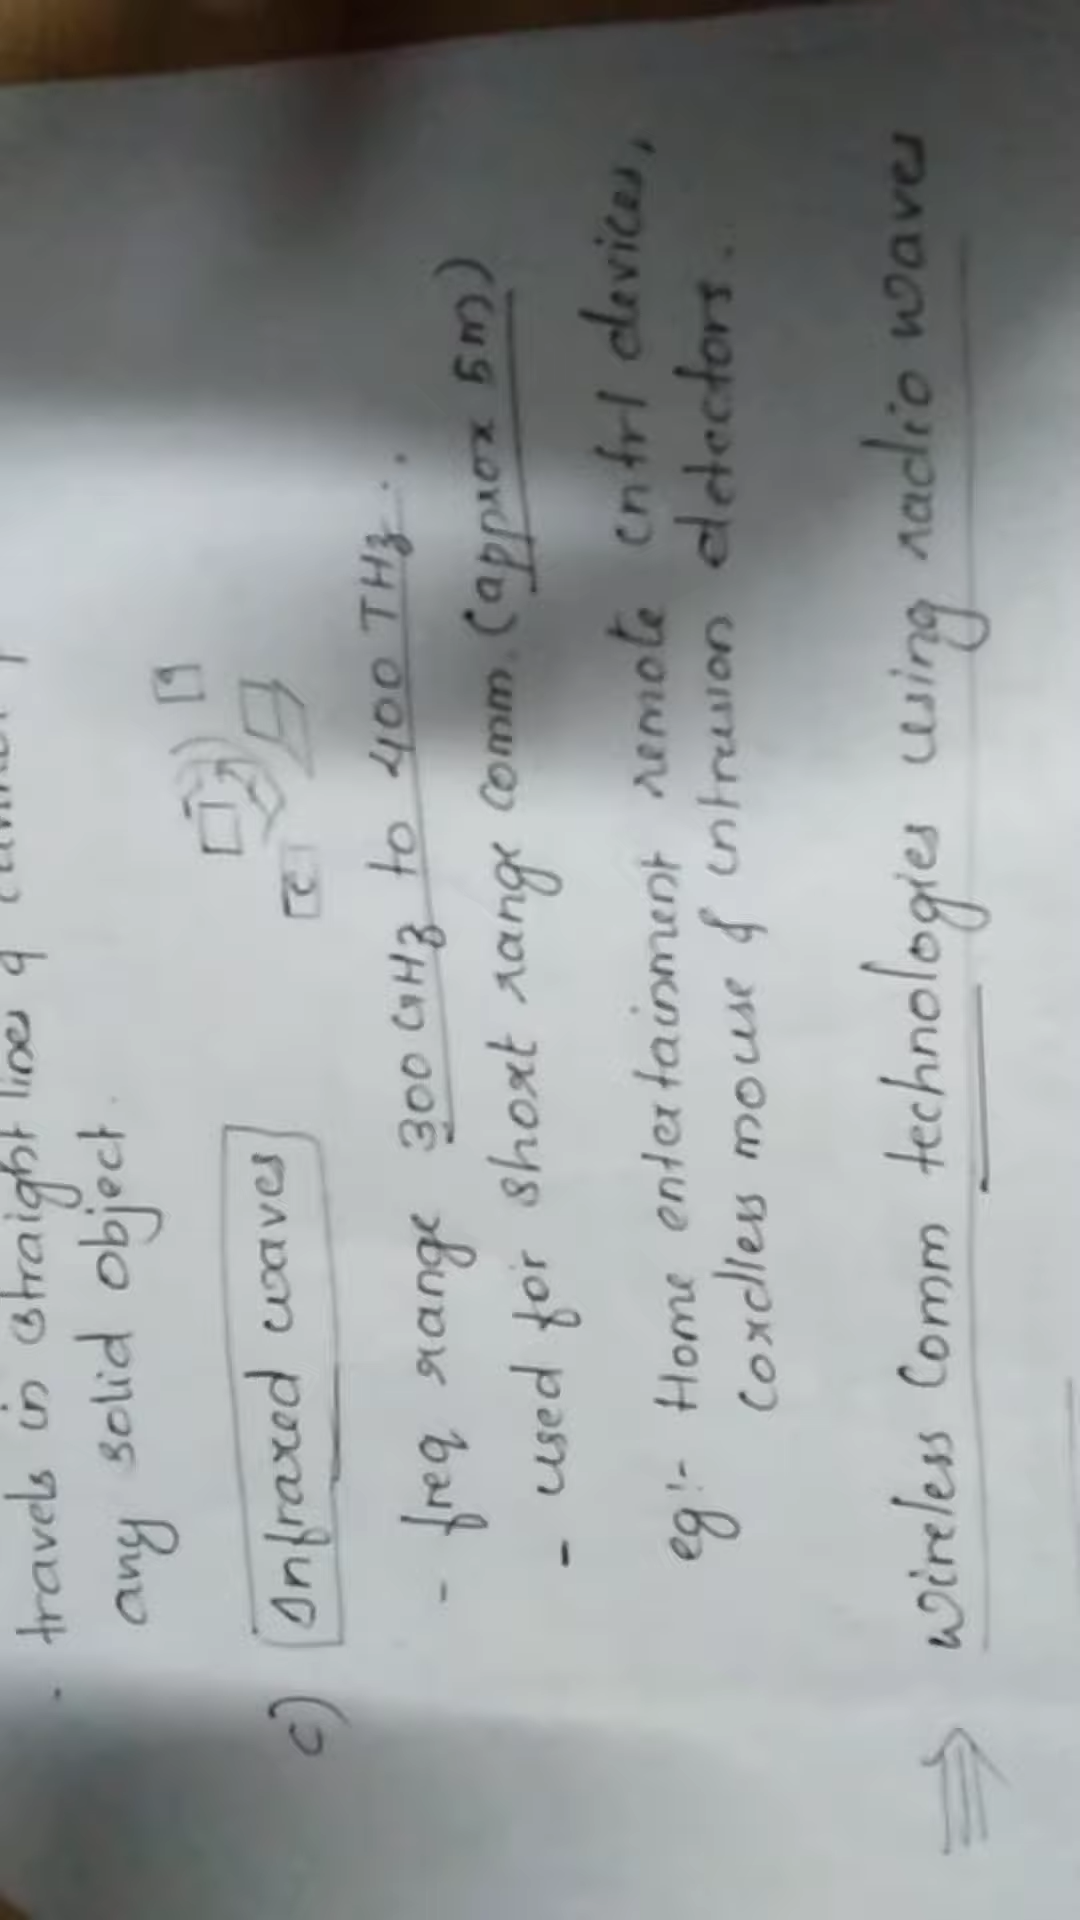 · travels in straight lines &
any solid object.
c) Infrared waves
- freq range 300 GHz to 400 THz.
- used for short range comm. (approx 5m)
eg:- Home entertainment remote cntrl devices,
cordless mouse & intrusion detectors.
⇒ wireless Comm technologies using radio waves